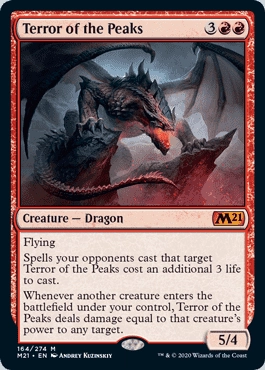 Terror of the Peaks 3
Creature — Dragon M21
Flying
Spells your opponents cast that target
Terror of the Peaks cost an additional 3 life
to cast.
Whenever another creature enters the
battlefield under your control, Terror of the
Peaks deals damage equal to that creature's
power to any target.
5/4
164/274 M
M21 • EN Andrey Kuzinskiy ™ & © 2020 Wizards of the Coast